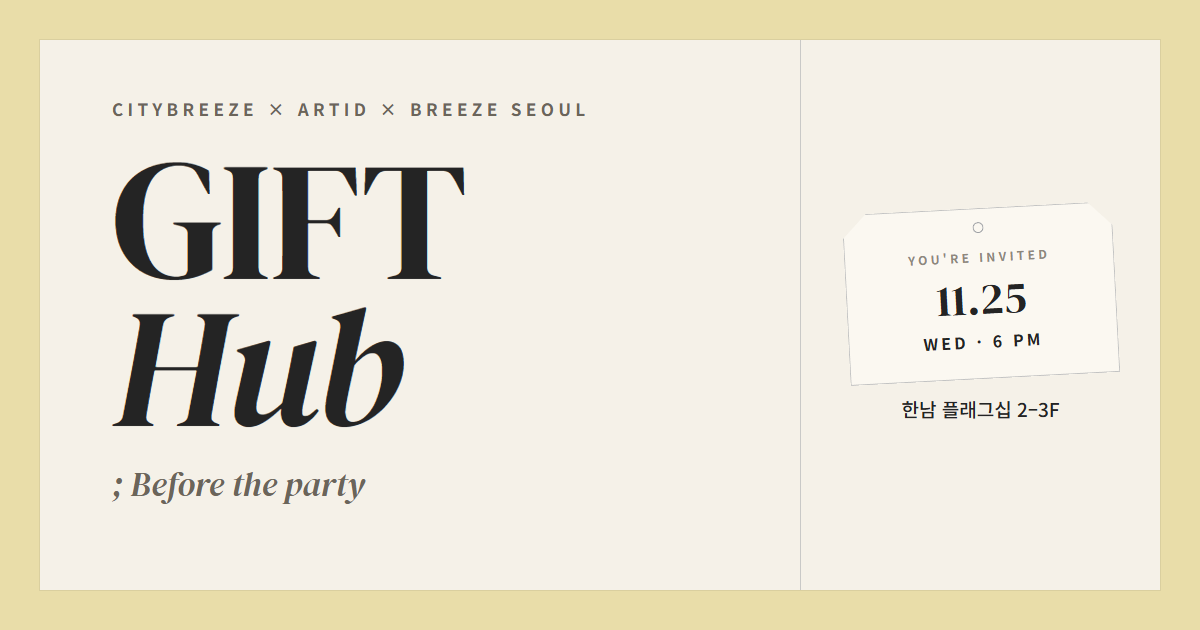 CITYBREEZE × ARTID × BREEZE SEOUL
GIFT
Hub
; Before the party
YOU'RE INVITED
11.25
WED · 6 PM
한남 플래그십 2–3F